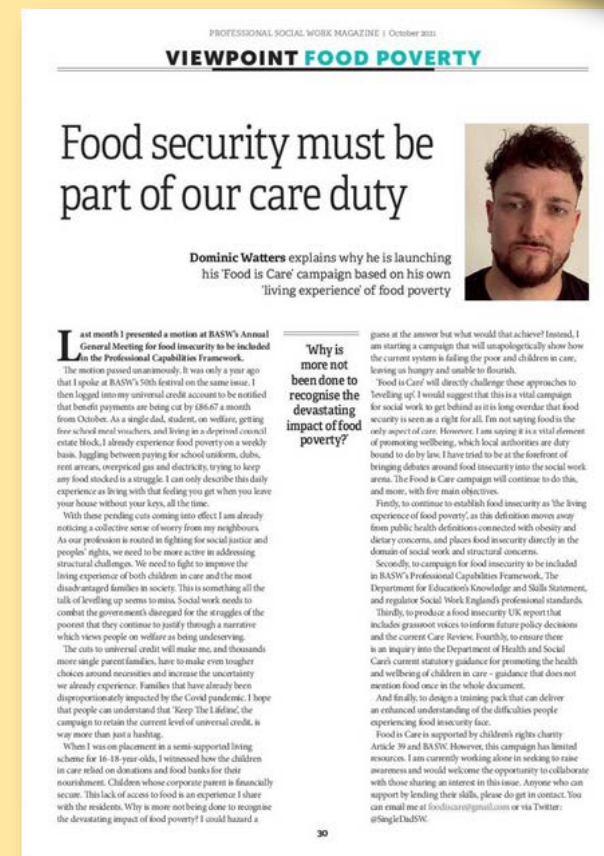 PROFESSIONAL SOCIAL WORK MAGAZINE | October 2021
VIEWPOINT FOOD POVERTY
Food security must be
part of our care duty
Dominic Watters explains why he is launching
his 'Food is Care' campaign based on his own
'living experience' of food poverty
Last month I presented a motion at BASW's Annual
General Meeting for food insecurity to be included
in the Professional Capabilities Framework.
The motion passed unanimously. It was only a year ago
that I spoke at BASW's 50th festival on the same issue. I
then logged into my universal credit account to be notified
that benefit payments are being cut by £86.67 a month
from October. As a single dad, student, on welfare, getting
free school meal vouchers, and living in a deprived council
estate block, I already experience food poverty on a weekly
basis. Juggling between paying for school uniform, clubs,
rent arrears, overpriced gas and electricity, trying to keep
any food stocked is a struggle. I can only describe this daily
experience as living with that feeling you get when you leave
your house without your keys, all the time.
With these pending cuts coming into effect I am already
noticing a collective sense of worry from my neighbours.
As our profession is routed in fighting for social justice and
peoples' rights, we need to be more active in addressing
structural challenges. We need to fight to improve the
living experience of both children in care and the most
disadvantaged families in society. This is something all the
talk of levelling up seems to miss. Social work needs to
combat the government's disregard for the struggles of the
poorest that they continue to justify through a narrative
which views people on welfare as being undeserving.
The cuts to universal credit will make me, and thousands
more single parent families, have to make even tougher
choices around necessities and increase the uncertainty
we already experience. Families that have already been
disproportionately impacted by the Covid pandemic. I hope
that people can understand that 'Keep The Lifeline', the
campaign to retain the current level of universal credit, is
way more than just a hashtag.
When I was on placement in a semi-supported living
scheme for 16-18-year-olds, I witnessed how the children
in care relied on donations and food banks for their
nourishment. Children whose corporate parent is financially
secure. This lack of access to food is an experience I share
with the residents. Why is more not being done to recognise
the devastating impact of food poverty? I could hazard a
'Why is
more not
been done to
recognise the
devastating
impact of food
poverty?'
guess at the answer but what would that achieve? Instead, I
am starting a campaign that will unapologetically show how
the current system is failing the poor and children in care,
leaving us hungry and unable to flourish.
'Food is Care' will directly challenge these approaches to
'levelling up'. I would suggest that this is a vital campaign
for social work to get behind as it is long overdue that food
security is seen as a right for all. I'm not saying food is the
only aspect of care. However, I am saying it is a vital element
of promoting wellbeing, which local authorities are duty
bound to do by law. I have tried to be at the forefront of
bringing debates around food insecurity into the social work
arena. The Food is Care campaign will continue to do this,
and more, with five main objectives.
Firstly, to continue to establish food insecurity as 'the living
experience of food poverty', as this definition moves away
from public health definitions connected with obesity and
dietary concerns, and places food insecurity directly in the
domain of social work and structural concerns.
Secondly, to campaign for food insecurity to be included
in BASW's Professional Capabilities Framework, The
Department for Education's Knowledge and Skills Statement,
and regulator Social Work England's professional standards.
Thirdly, to produce a food insecurity UK report that
includes grassroot voices to inform future policy decisions
and the current Care Review. Fourthly, to ensure there
is an inquiry into the Department of Health and Social
Care's current statutory guidance for promoting the health
and wellbeing of children in care – guidance that does not
mention food once in the whole document.
And finally, to design a training pack that can deliver
an enhanced understanding of the difficulties people
experiencing food insecurity face.
Food is Care is supported by children's rights charity
Article 39 and BASW. However, this campaign has limited
resources. I am currently working alone in seeking to raise
awareness and would welcome the opportunity to collaborate
with those sharing an interest in this issue. Anyone who can
support by lending their skills, please do get in contact. You
can email me at foodiscare@gmail.com or via Twitter:
@SingleDadSW.
30